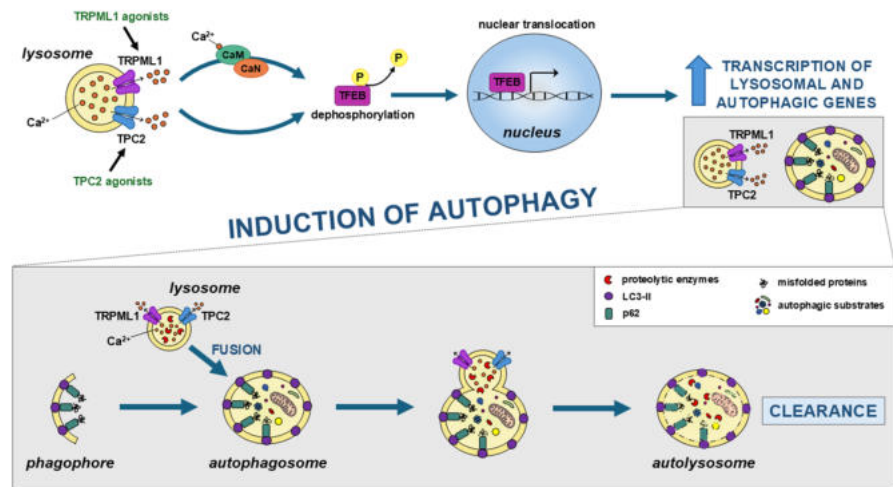 TRPML1 agonists
lysosome
TRPML1
Ca²⁺
TPC2
TPC2 agonists
Ca²⁺
CaM
CaN
P
P
TFEB
dephosphorylation
nuclear translocation
TFEB
nucleus
TRANSCRIPTION OF
LYSOSOMAL AND
AUTOPHAGIC GENES
TRPML1
TPC2
INDUCTION OF AUTOPHAGY
lysosome
TRPML1
TPC2
Ca²⁺
FUSION
proteolytic enzymes
LC3-II
p62
misfolded proteins
autophagic substrates
phagophore
autophagosome
autolysosome
CLEARANCE